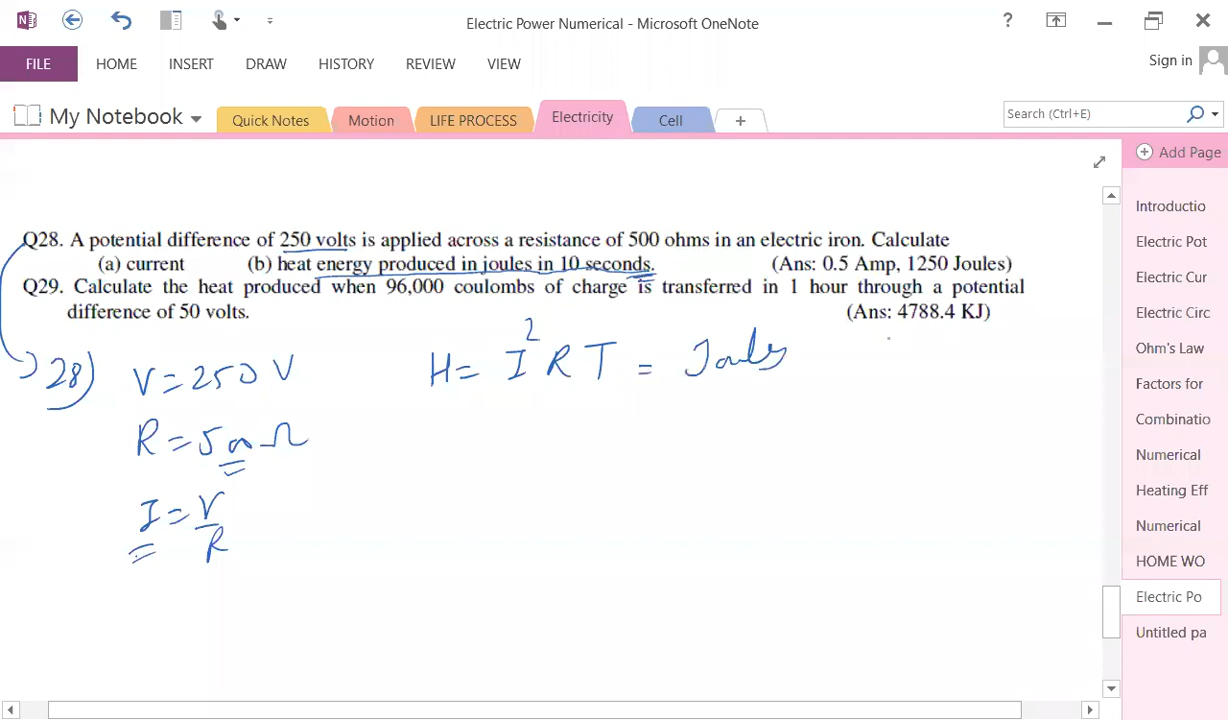 Electric Power Numerical - Microsoft OneNote
?
FILE HOME INSERT DRAW HISTORY REVIEW VIEW
Sign in
My Notebook Quick Notes Motion LIFE PROCESS Electricity Cell +
Search (Ctrl+E)
Add Page
Introductio
Electric Pot
Electric Cur
Electric Circ
Ohm's Law
Factors for
Combinatio
Numerical
Heating Eff
Numerical
HOME WO
Electric Po
Untitled pa
Q28. A potential difference of 250 volts is applied across a resistance of 500 ohms in an electric iron. Calculate
(a) current (b) heat energy produced in joules in 10 seconds. (Ans: 0.5 Amp, 1250 Joules)
Q29. Calculate the heat produced when 96,000 coulombs of charge is transferred in 1 hour through a potential
difference of 50 volts. (Ans: 4788.4 KJ)
28) V = 250 V H = I² R T = Joules
R = 500 Ω
I = V/R